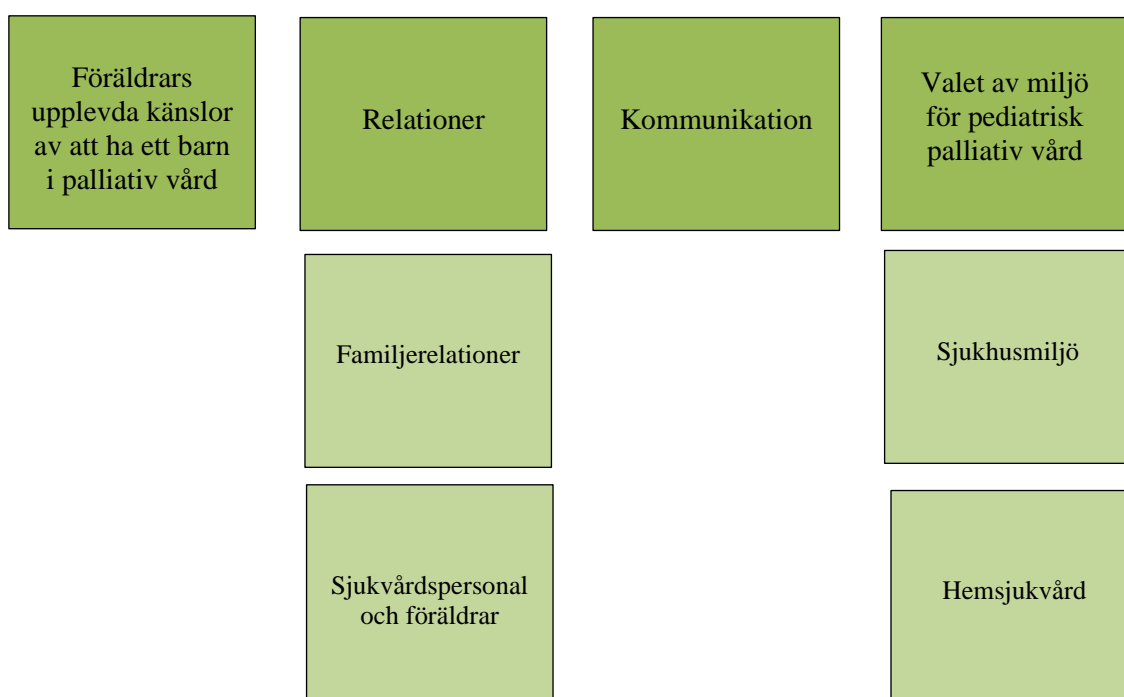 Föräldrars
upplevda känslor
av att ha ett barn
i palliativ vård
Relationer
Kommunikation
Valet av miljö
för pediatrisk
palliativ vård
Familjerelationer
Sjukhusmiljö
Sjukvårdspersonal
och föräldrar
Hemsjukvård